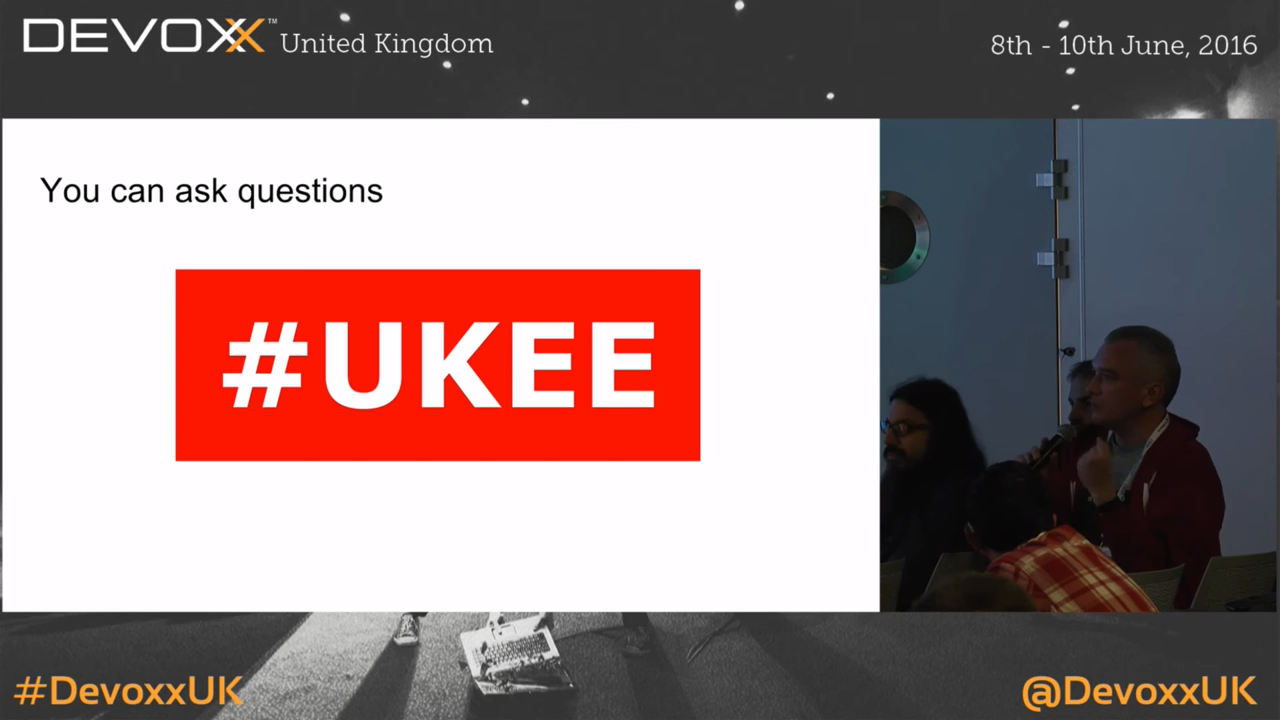 DEVOXX™ United Kingdom
8th - 10th June, 2016
You can ask questions
#UKEE
#DevoxxUK
@DevoxxUK